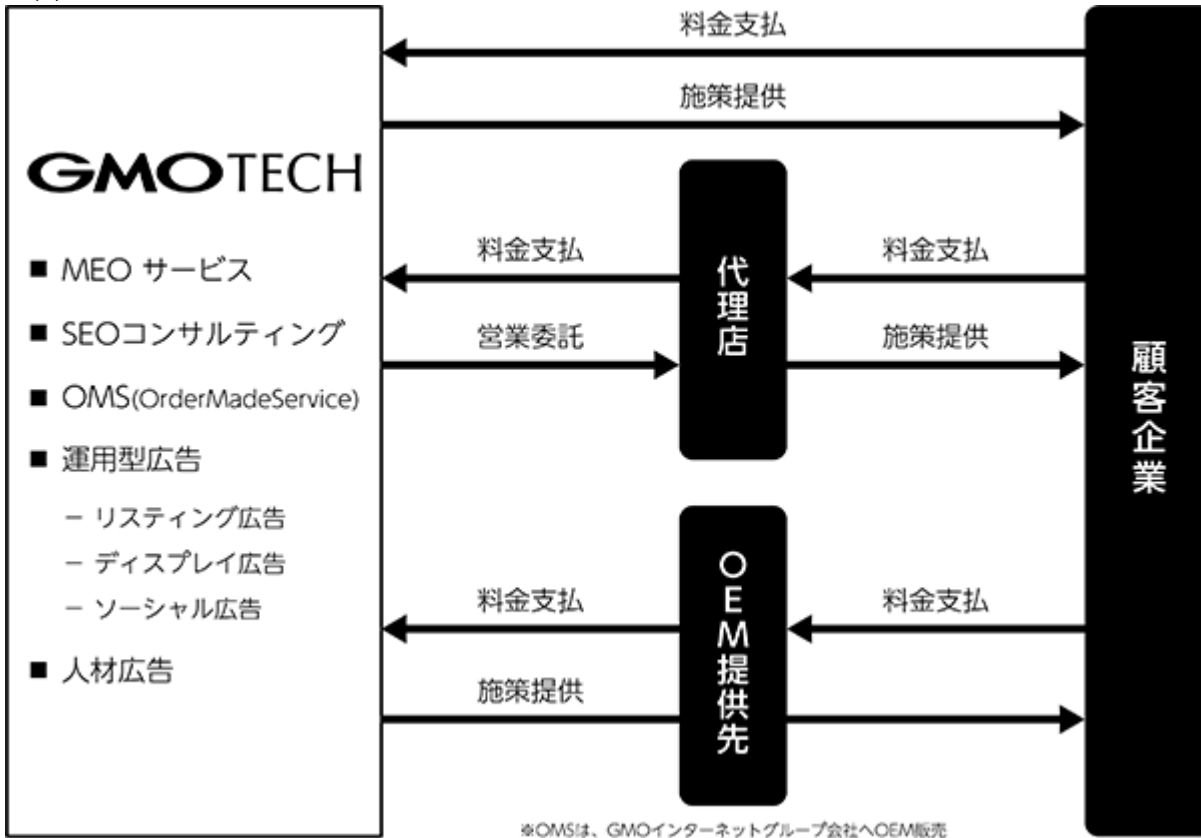 料金支払
施策提供
GMOTECH
■ MEO サービス
■ SEOコンサルティング
■ OMS(OrderMadeService)
■ 運用型広告
－ リスティング広告
－ ディスプレイ広告
－ ソーシャル広告
■ 人材広告
料金支払
営業委託
代理店
料金支払
施策提供
料金支払
施策提供
OEM提供先
料金支払
顧客企業
※OMSは、GMOインターネットグループ会社へOEM販売